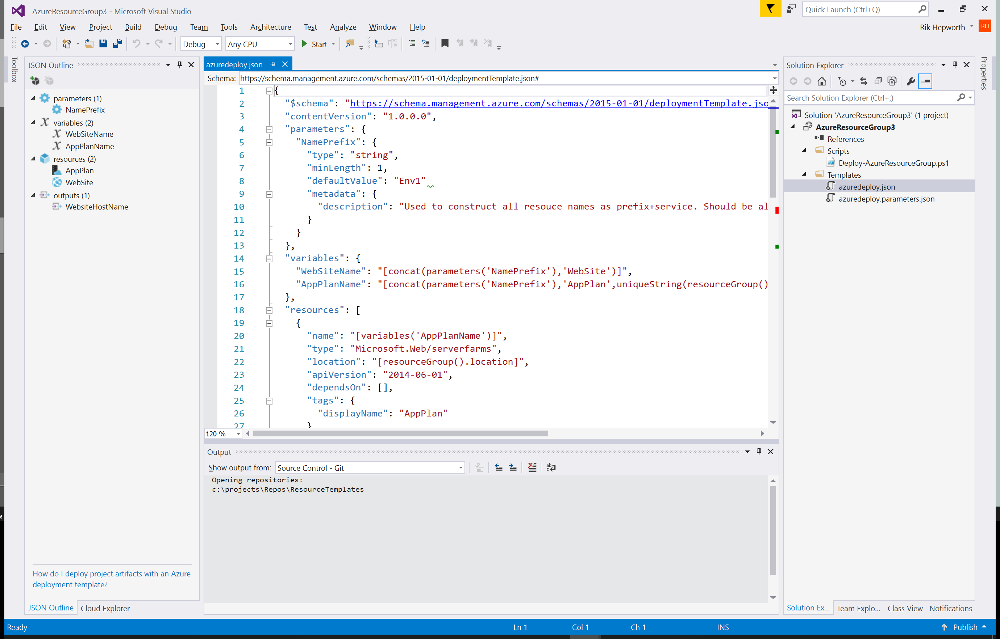 AzureResourceGroup3 - Microsoft Visual Studio
Quick Launch (Ctrl+Q)
File Edit View Project Build Debug Team Tools Architecture Test Analyze Window Help
Rik Hepworth RH
Debug Any CPU Start
Toolbox
JSON Outline
parameters (1)
NamePrefix
variables (2)
WebSiteName
AppPlanName
resources (2)
AppPlan
WebSite
outputs (1)
WebsiteHostName
How do I deploy project artifacts with an Azure
deployment template?
JSON Outline Cloud Explorer
azuredeploy.json
Schema: https://schema.management.azure.com/schemas/2015-01-01/deploymentTemplate.json#
1 {
2 "$schema": "https://schema.management.azure.com/schemas/2015-01-01/deploymentTemplate.jso
3 "contentVersion": "1.0.0.0",
4 "parameters": {
5 "NamePrefix": {
6 "type": "string",
7 "minLength": 1,
8 "defaultValue": "Env1"
9 "metadata": {
10 "description": "Used to construct all resouce names as prefix+service. Should be al
11 }
12 }
13 },
14 "variables": {
15 "WebSiteName": "[concat(parameters('NamePrefix'),'WebSite')]",
16 "AppPlanName": "[concat(parameters('NamePrefix'),'AppPlan',uniqueString(resourceGroup()
17 },
18 "resources": [
19 {
20 "name": "[variables('AppPlanName')]",
21 "type": "Microsoft.Web/serverfarms",
22 "location": "[resourceGroup().location]",
23 "apiVersion": "2014-06-01",
24 "dependsOn": [],
25 "tags": {
26 "displayName": "AppPlan"
27 },
120 %
Output
Show output from: Source Control - Git
Opening repositories:
c:\projects\Repos\ResourceTemplates
Solution Explorer
Search Solution Explorer (Ctrl+;)
Solution 'AzureResourceGroup3' (1 project)
AzureResourceGroup3
References
Scripts
Deploy-AzureResourceGroup.ps1
Templates
azuredeploy.json
azuredeploy.parameters.json
Solution Ex... Team Explo... Class View Notifications
Properties
6
Ready Ln 1 Col 1 Ch 1 INS Publish